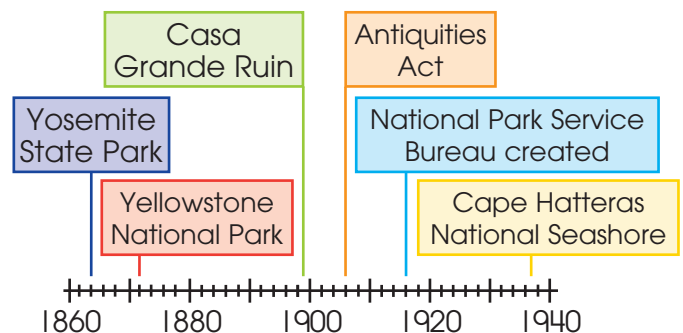 Casa
Grande Ruin
Antiquities
Act
Yosemite
State Park
National Park Service
Bureau created
Yellowstone
National Park
Cape Hatteras
National Seashore
1860 1880 1900 1920 1940